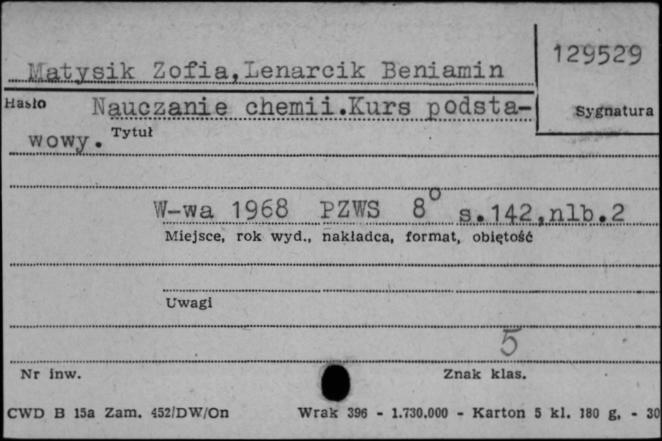 129529
Matysik Zofia,Lenarcik Beniamin
Hasło Nauczanie chemii.Kurs podsta- Sygnatura
wowy. Tytuł
W-wa 1968 PZWS 8° s.142,nlb.2
Miejsce, rok wyd., nakładca, format, obiętość
Uwagi
5
Nr inw. Znak klas.
CWD B 15a Zam. 452/DW/On Wrak 396 - 1.730.000 - Karton 5 kl. 180 g. - 30